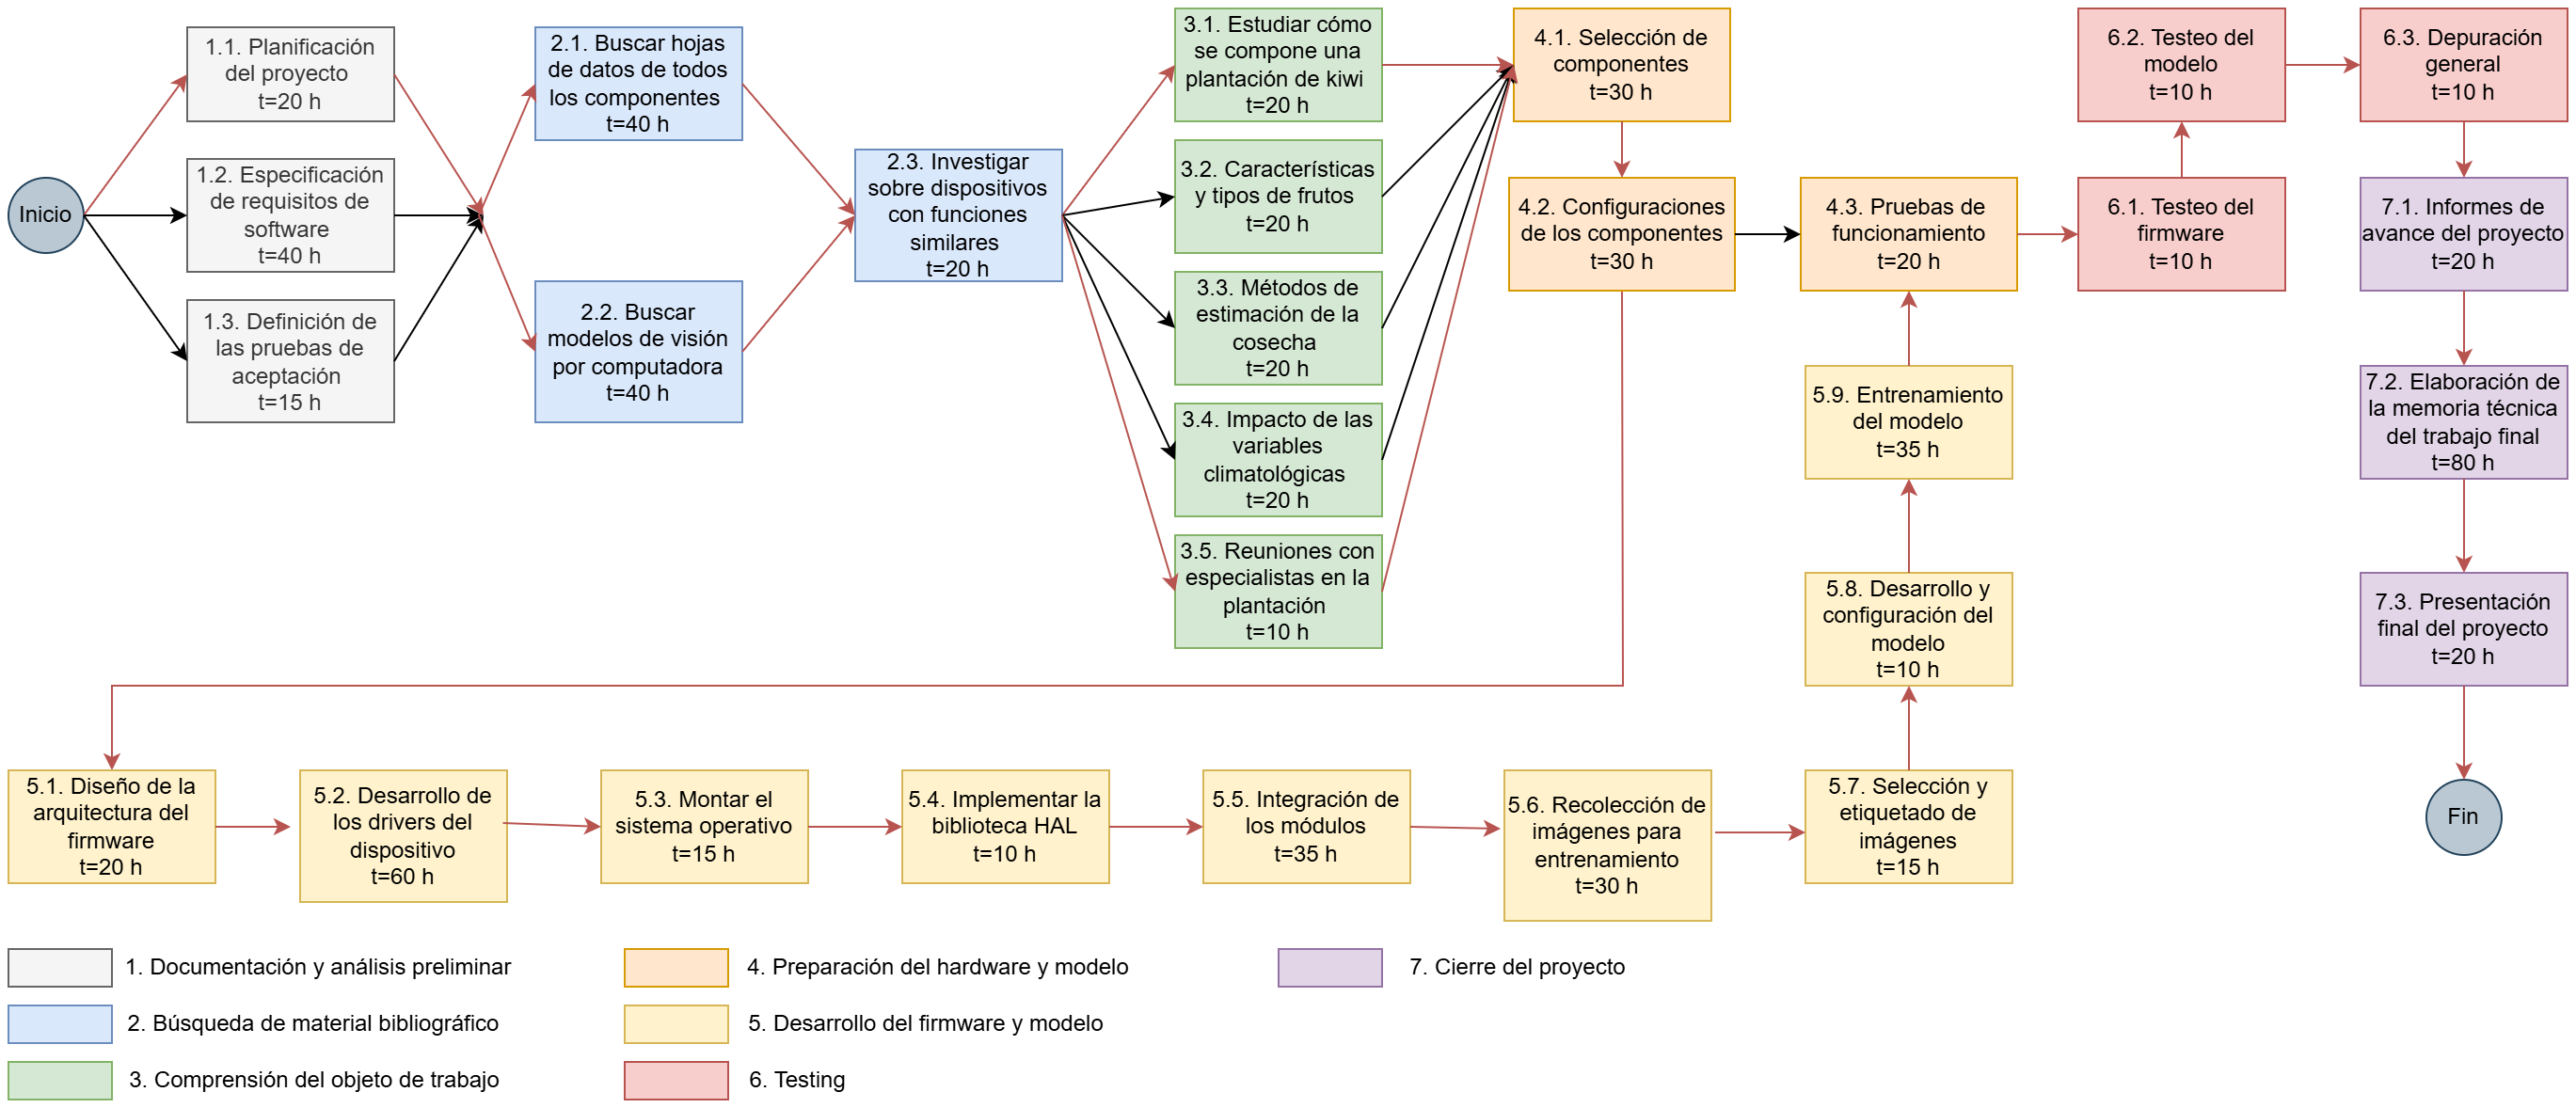 Inicio
1.1. Planificación
del proyecto
t=20 h
1.2. Especificación
de requisitos de
software
t=40 h
1.3. Definición de
las pruebas de
aceptación
t=15 h
2.1. Buscar hojas
de datos de todos
los componentes
t=40 h
2.2. Buscar
modelos de visión
por computadora
t=40 h
2.3. Investigar
sobre dispositivos
con funciones
similares
t=20 h
3.1. Estudiar cómo
se compone una
plantación de kiwi
t=20 h
3.2. Características
y tipos de frutos
t=20 h
3.3. Métodos de
estimación de la
cosecha
t=20 h
3.4. Impacto de las
variables
climatológicas
t=20 h
3.5. Reuniones con
especialistas en la
plantación
t=10 h
4.1. Selección de
componentes
t=30 h
4.2. Configuraciones
de los componentes
t=30 h
4.3. Pruebas de
funcionamiento
t=20 h
5.1. Diseño de la
arquitectura del
firmware
t=20 h
5.2. Desarrollo de
los drivers del
dispositivo
t=60 h
5.3. Montar el
sistema operativo
t=15 h
5.4. Implementar la
biblioteca HAL
t=10 h
5.5. Integración de
los módulos
t=35 h
5.6. Recolección de
imágenes para
entrenamiento
t=30 h
5.7. Selección y
etiquetado de
imágenes
t=15 h
5.8. Desarrollo y
configuración del
modelo
t=10 h
5.9. Entrenamiento
del modelo
t=35 h
6.1. Testeo del
firmware
t=10 h
6.2. Testeo del
modelo
t=10 h
6.3. Depuración
general
t=10 h
7.1. Informes de
avance del proyecto
t=20 h
7.2. Elaboración de
la memoria técnica
del trabajo final
t=80 h
7.3. Presentación
final del proyecto
t=20 h
Fin
1. Documentación y análisis preliminar
2. Búsqueda de material bibliográfico
3. Comprensión del objeto de trabajo
4. Preparación del hardware y modelo
5. Desarrollo del firmware y modelo
6. Testing
7. Cierre del proyecto